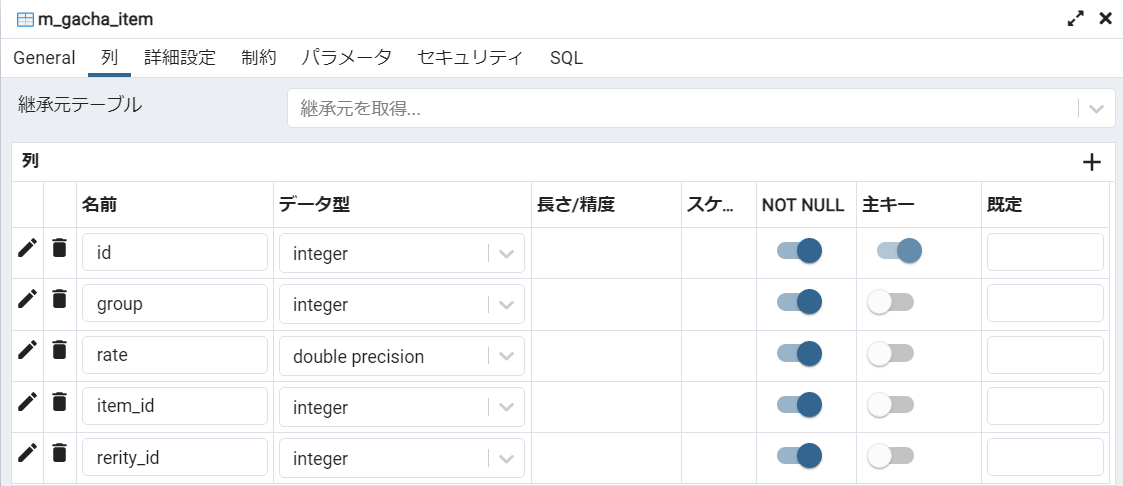 m_gacha_item
General 列 詳細設定 制約 パラメータ セキュリティ SQL
継承元テーブル 継承元を取得...
列
名前 データ型 長さ/精度 スケ... NOT NULL 主キー 既定
id integer
group integer
rate double precision
item_id integer
rerity_id integer